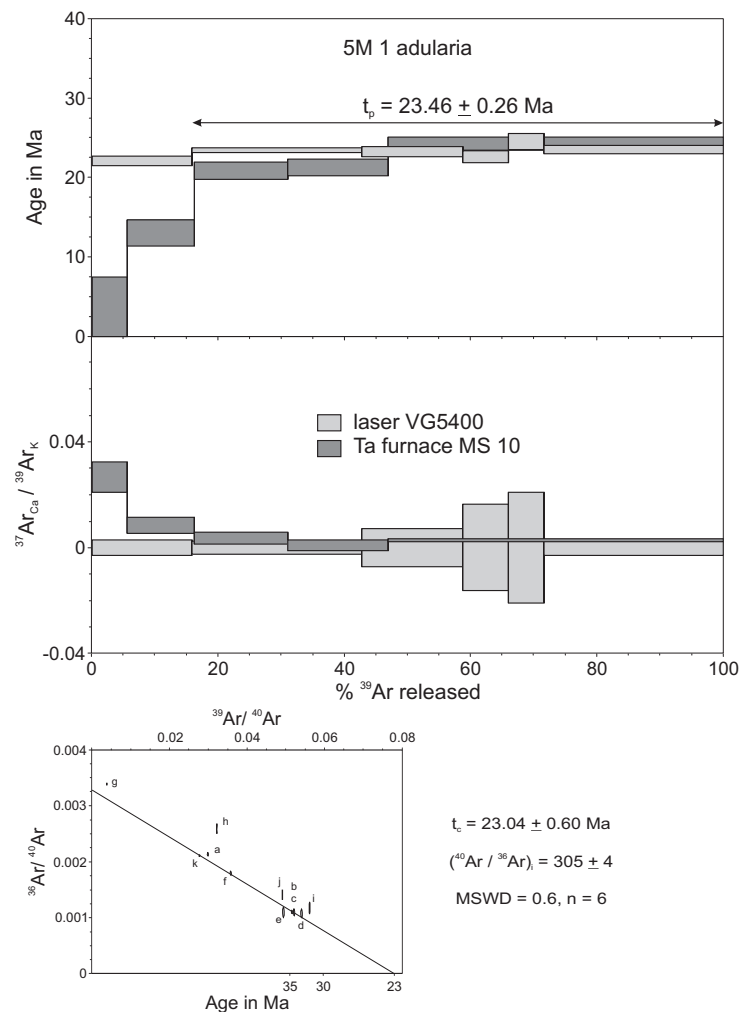 5M 1 adularia
tₚ = 23.46 ± 0.26 Ma
Age in Ma
40
30
20
10
0
³⁷Ar_Ca / ³⁹Ar_K
0.04
0
-0.04
laser VG5400
Ta furnace MS 10
0 20 40 60 80 100
% ³⁹Ar released
³⁹Ar/ ⁴⁰Ar
0.02 0.04 0.06 0.08
³⁶Ar/ ⁴⁰Ar
0.004
0.003
0.002
0.001
0
g
h
a
k
f
j b
c i
e d
35 30 23
Age in Ma
t_c = 23.04 ± 0.60 Ma
(⁴⁰Ar / ³⁶Ar)ᵢ = 305 ± 4
MSWD = 0.6, n = 6